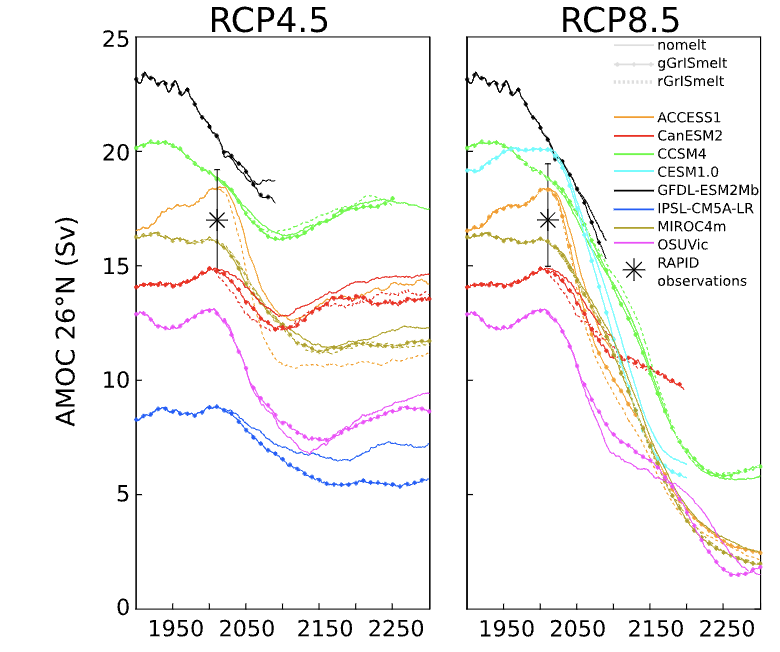 RCP4.5
RCP8.5
AMOC 26°N (Sv)
25
20
15
10
5
0
1950
2050
2150
2250
1950
2050
2150
2250
nomelt
gGrISmelt
rGrISmelt
ACCESS1
CanESM2
CCSM4
CESM1.0
GFDL-ESM2Mb
IPSL-CM5A-LR
MIROC4m
OSUVic
RAPID
observations